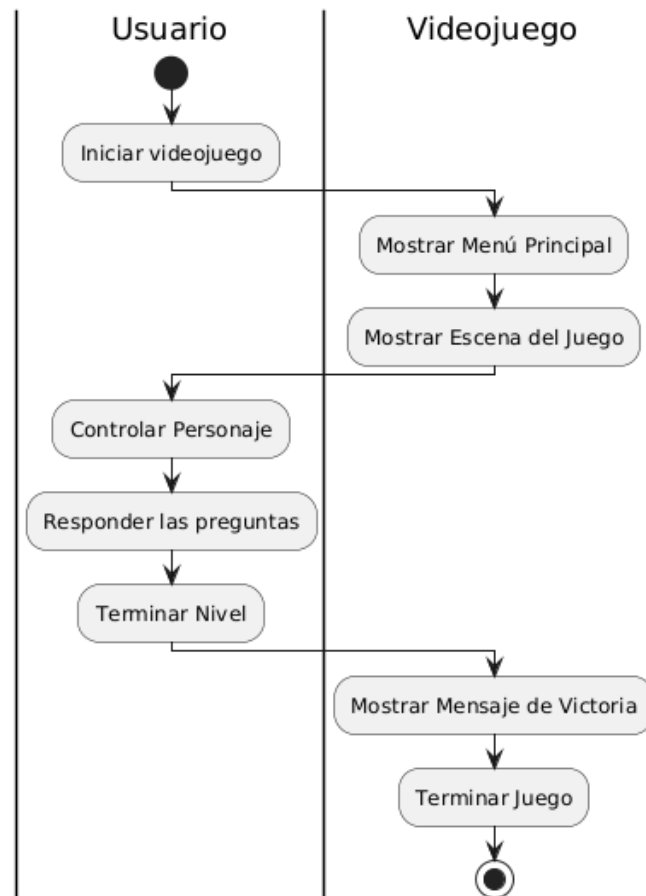 Usuario
Videojuego
Iniciar videojuego
Mostrar Menú Principal
Mostrar Escena del Juego
Controlar Personaje
Responder las preguntas
Terminar Nivel
Mostrar Mensaje de Victoria
Terminar Juego